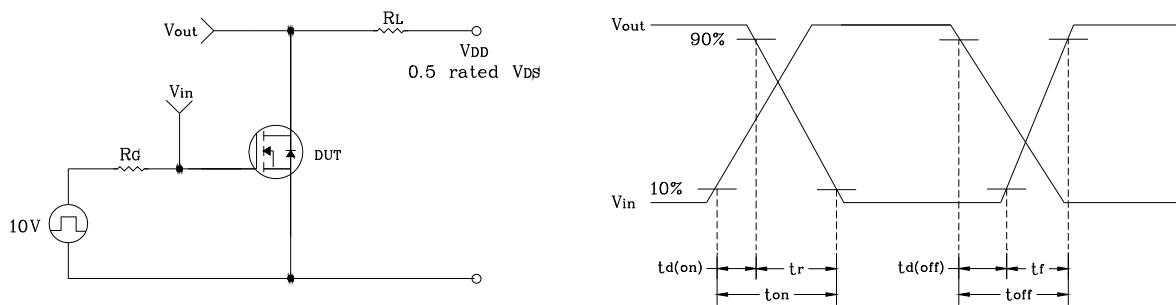 Vout
RL
VDD
0.5 rated VDS
Vin
RG
DUT
10V
Vout
90%
10%
Vin
td(on)
tr
td(off)
tf
ton
toff